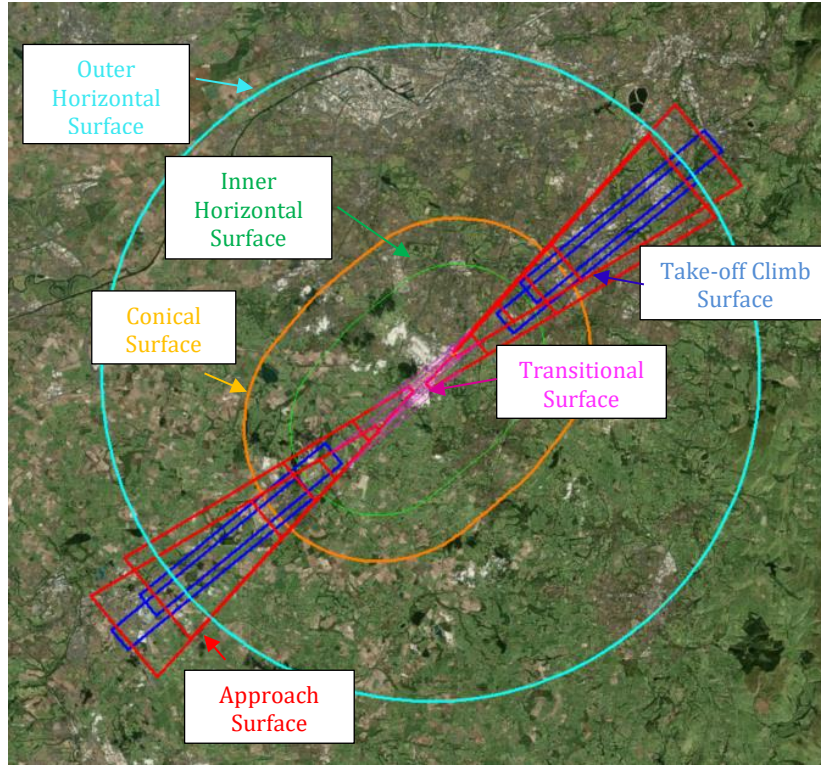 Outer
Horizontal
Surface
Inner
Horizontal
Surface
Take-off Climb
Surface
Conical
Surface
Transitional
Surface
Approach
Surface